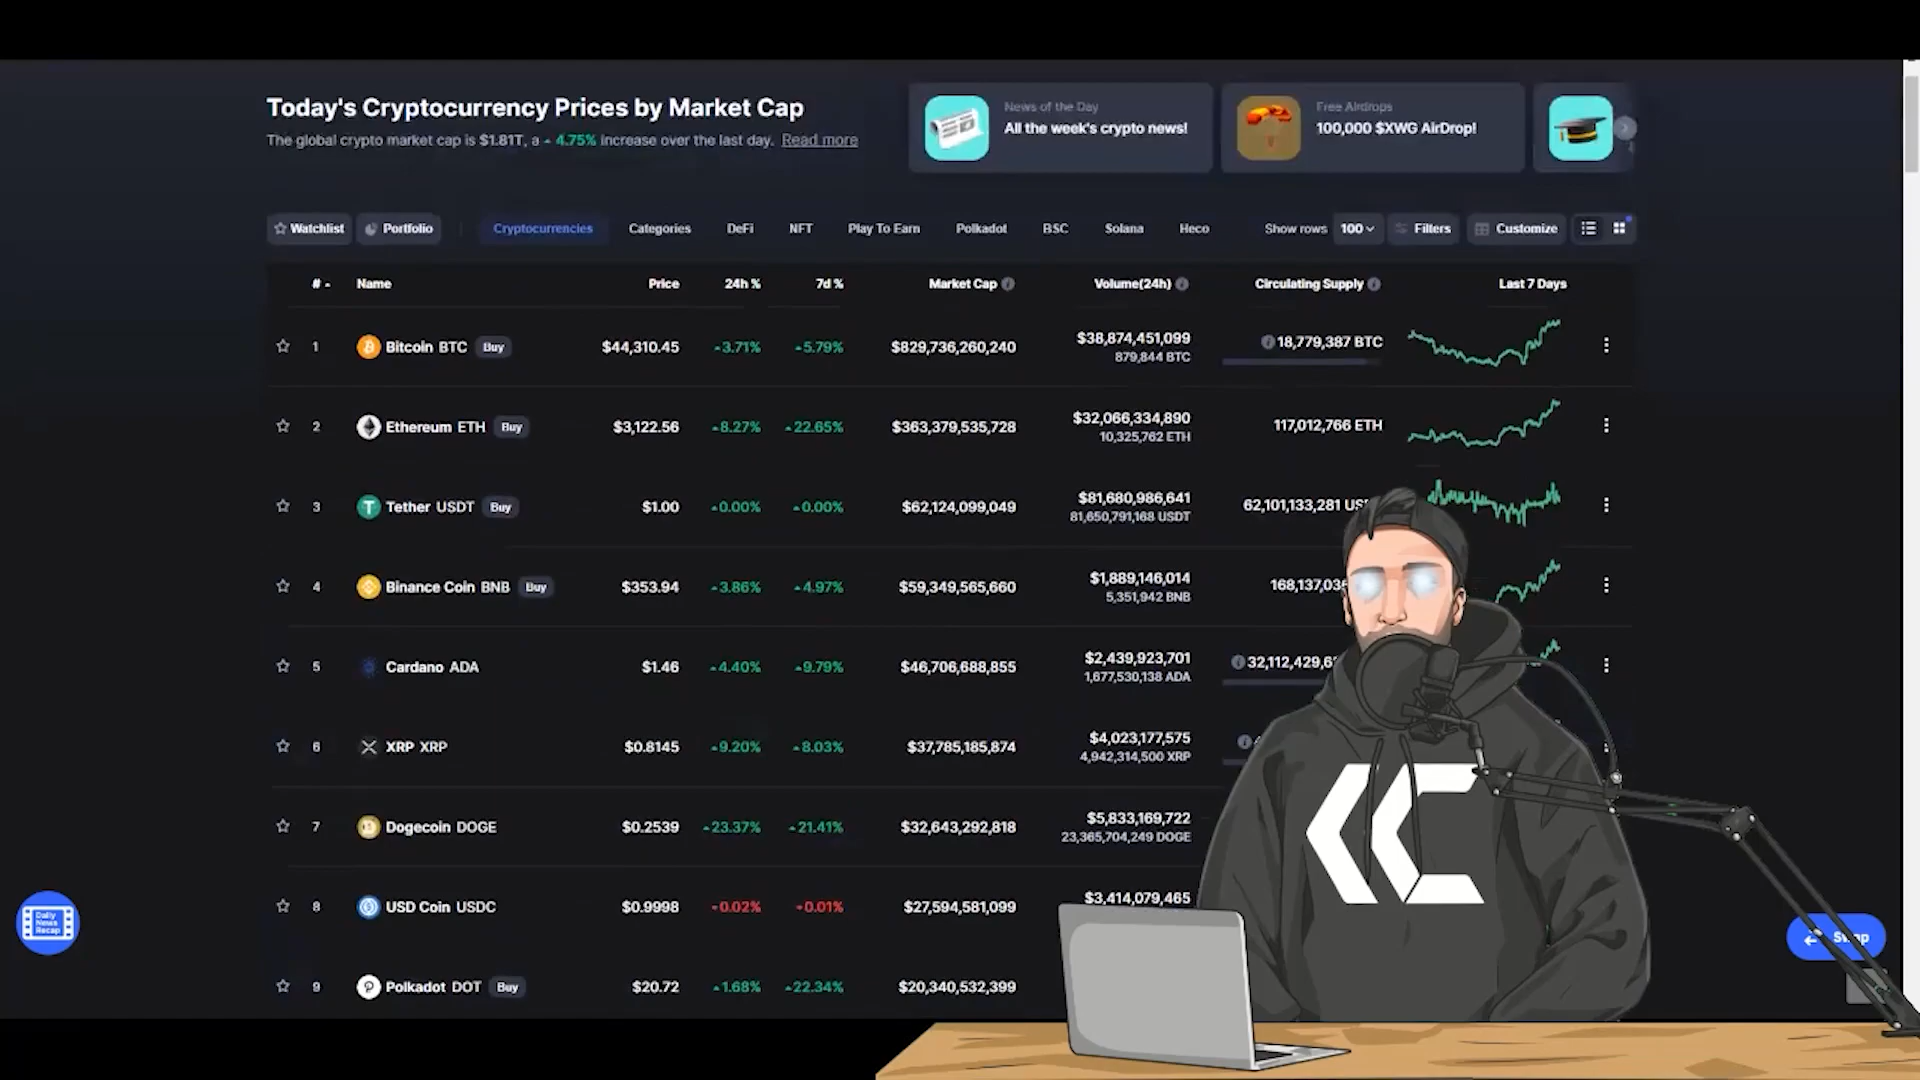 Today's Cryptocurrency Prices by Market Cap
The global crypto market cap is $1.81T, a 4.75% increase over the last day. Read more
News of the Day
All the week's crypto news!
Free Airdrops
100,000 $XWG AirDrop!
Watchlist Portfolio Cryptocurrencies Categories DeFi NFT Play To Earn Polkadot BSC Solana Heco Show rows 100 Filters Customize
# Name Price 24h % 7d % Market Cap Volume(24h) Circulating Supply Last 7 Days
1 Bitcoin BTC Buy $44,310.45 3.71% 5.79% $829,736,260,240 $38,874,451,099 18,779,387 BTC
879,844 BTC
2 Ethereum ETH Buy $3,122.56 8.27% 22.65% $363,379,535,728 $32,066,334,890 117,012,766 ETH
10,325,762 ETH
3 Tether USDT Buy $1.00 0.00% 0.00% $62,124,099,049 $81,680,986,641 62,101,133,281
81,650,791,168 USDT
4 Binance Coin BNB Buy $353.94 3.86% 4.97% $59,349,565,660 $1,889,146,014
5,351,942 BNB
5 Cardano ADA $1.46 4.40% 9.79% $46,706,688,855 $2,439,923,701
1,677,530,138 ADA
6 XRP XRP $0.8145 9.20% 8.03% $37,785,185,874 $4,023,177,575
4,942,314,500 XRP
7 Dogecoin DOGE $0.2539 23.37% 21.41% $32,643,292,818 $5,833,169,722
23,365,704,249 DOGE
8 USD Coin USDC $0.9998 0.02% 0.01% $27,594,581,099 $3,414,079,465
9 Polkadot DOT Buy $20.72 1.68% 22.34% $20,340,532,399
Daily
News
Recap
Swap